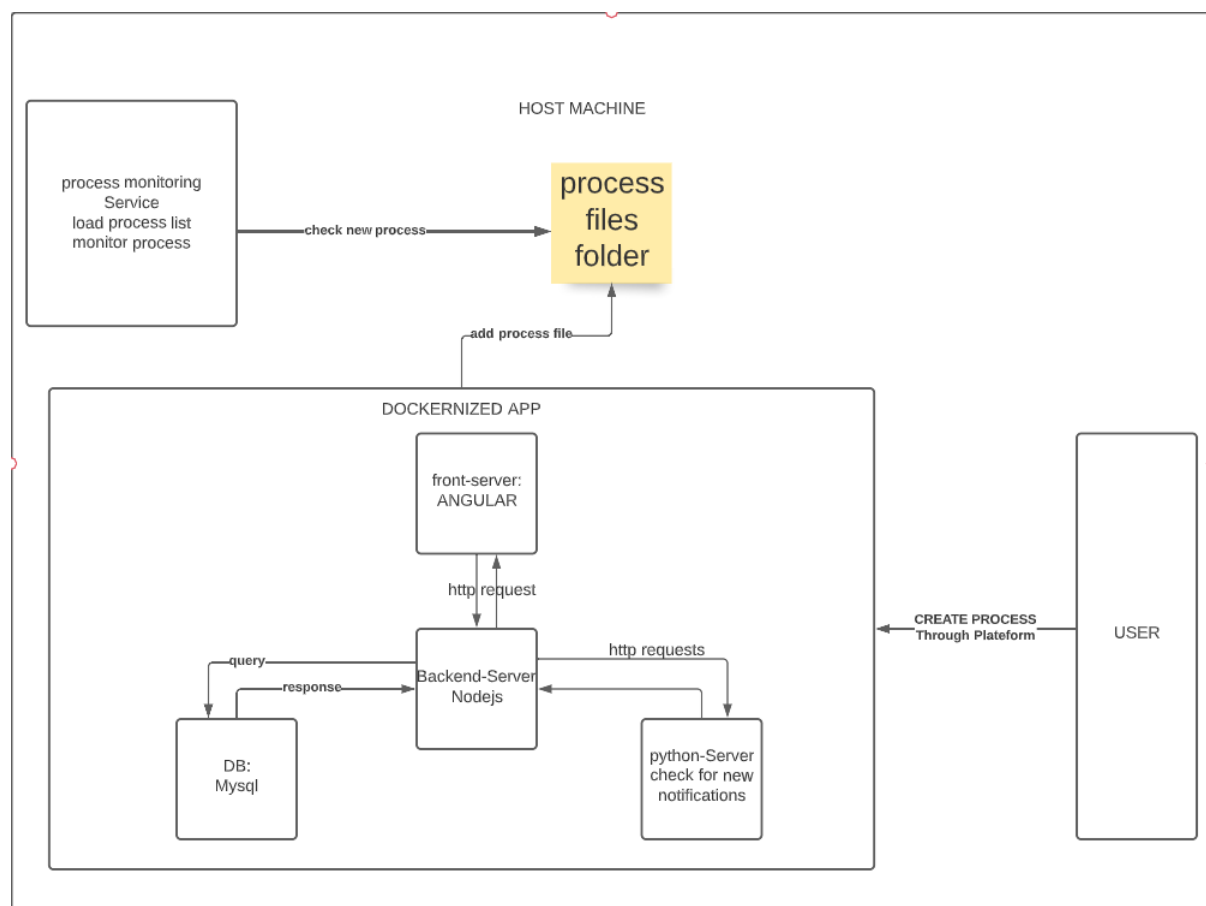 HOST MACHINE
process monitoring
Service
load process list
monitor process
check new process
process
files
folder
add process file
DOCKERNIZED APP
front-server:
ANGULAR
http request
Backend-Server
Nodejs
query
response
http requests
DB:
Mysql
python-Server
check for new
notifications
CREATE PROCESS
Through Plateform
USER